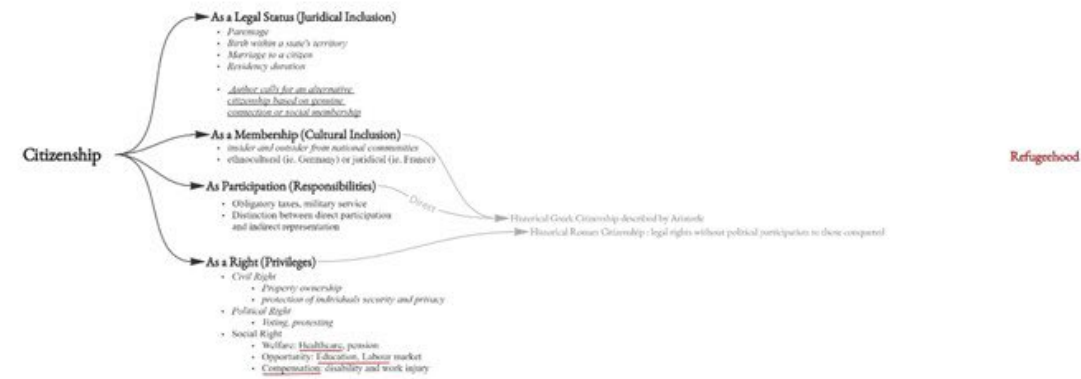 As a Legal Status (Juridical Inclusion)
• Parentage
• Birth within a state's territory
• Marriage to a citizen
• Residency duration
• Author calls for an alternative
citizenship based on genuine
connection or social membership
As a Membership (Cultural Inclusion)
• insider and outsider from national communities
• ethnocultural (ie. Germany) or juridical (ie. France)
Citizenship
Refugeehood
As Participation (Responsibilities)
• Obligatory taxes, military service
• Distinction between direct participation
and indirect representation
Direct
Historical Greek Citizenship described by Aristotle
Historical Roman Citizenship : legal rights without political participation to those conquered
As a Right (Privileges)
• Civil Right
• Property ownership
• protection of individuals security and privacy
• Political Right
• Voting, protesting
• Social Right
• Welfare: Healthcare, pension
• Opportunity: Education, Labour market
• Compensation: disability and work injury